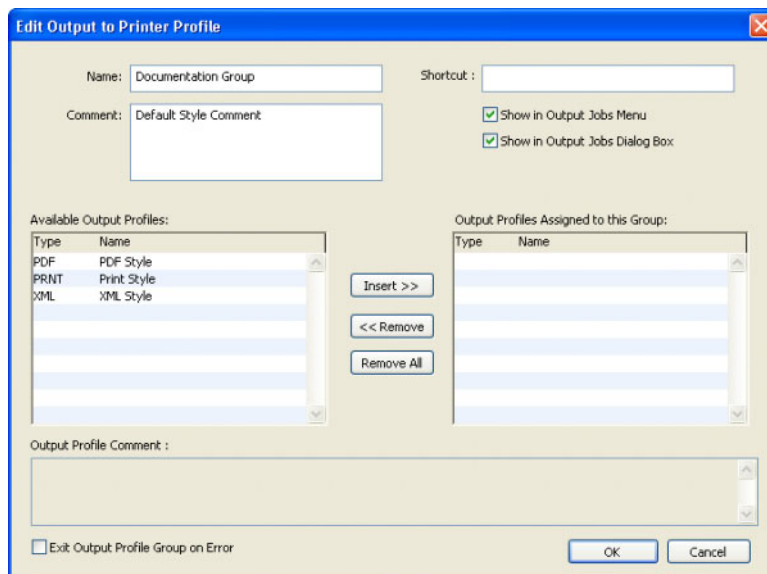 Edit Output to Printer Profile
Name: Documentation Group
Shortcut :
Comment: Default Style Comment
Show in Output Jobs Menu
Show in Output Jobs Dialog Box
Available Output Profiles:
Output Profiles Assigned to this Group:
Type Name
Type Name
PDF PDF Style
PRNT Print Style
XML XML Style
Insert >>
<< Remove
Remove All
Output Profile Comment :
Exit Output Profile Group on Error
OK
Cancel